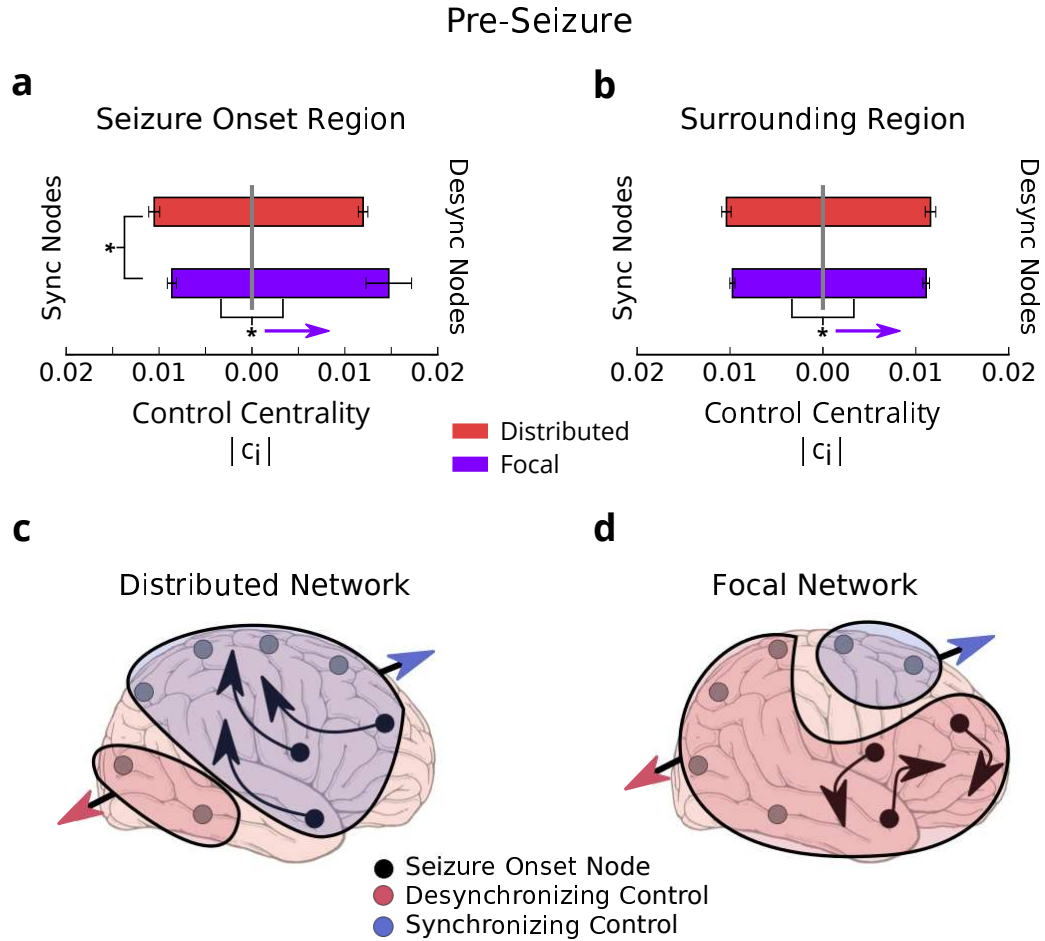 Pre-Seizure
a
b
Seizure Onset Region
Surrounding Region
Sync Nodes
Desync Nodes
Sync Nodes
Desync Nodes
*
*
*
0.02 0.01 0.00 0.01 0.02
0.02 0.01 0.00 0.01 0.02
Control Centrality
|ci|
Control Centrality
|ci|
Distributed
Focal
c
d
Distributed Network
Focal Network
Seizure Onset Node
Desynchronizing Control
Synchronizing Control